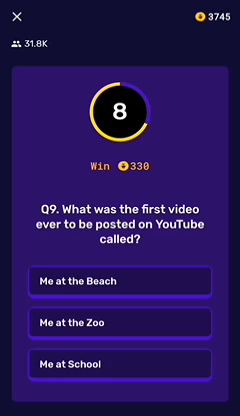 3745
31.8K
8
Win 330
Q9. What was the first video
ever to be posted on YouTube
called?
Me at the Beach
Me at the Zoo
Me at School